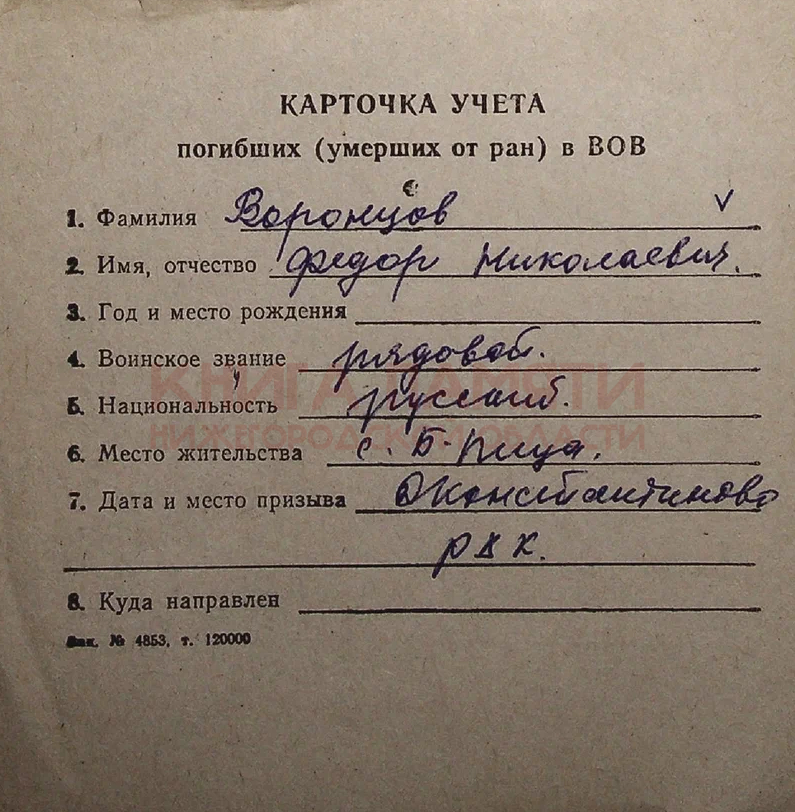 КАРТОЧКА УЧЕТА
погибших (умерших от ран) в ВОВ
1. Фамилия Воронцов
2. Имя, отчество Федор Николаевич.
3. Год и место рождения
4. Воинское звание рядовой.
КНИГА ПАМЯТИ
5. Национальность русский.
НИЖЕГОРОДСКОЙ ОБЛАСТИ
6. Место жительства с. Б. Пица.
7. Дата и место призыва Дконстантиново
РВК.
8. Куда направлен
Зак. № 4853, т. 120000